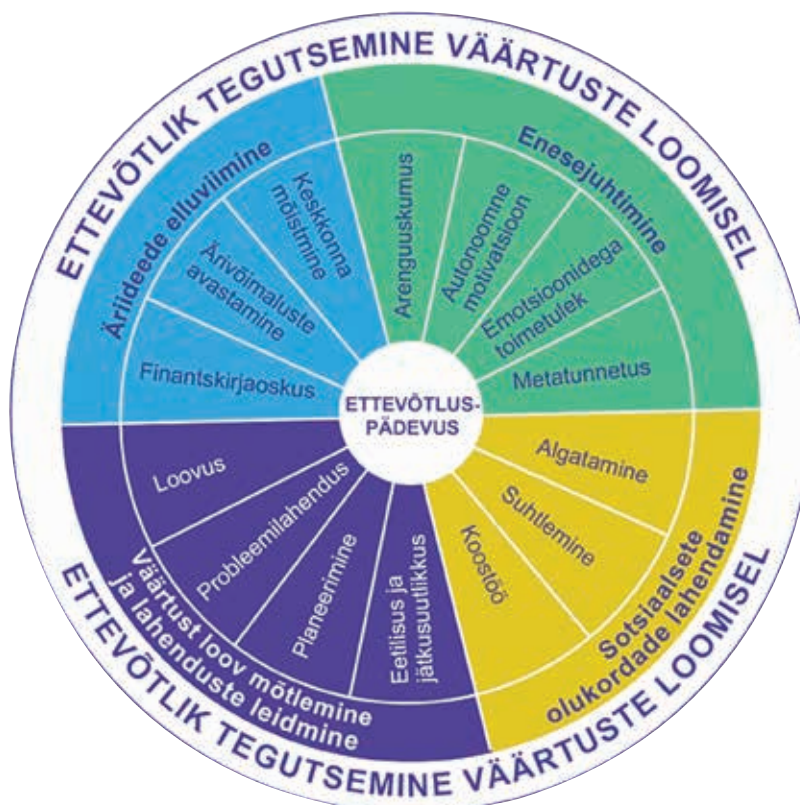 ETTEVÕTLIK TEGUTSEMINE VÄÄRTUSTE LOOMISEL
Enesejuhtimine
Arenguuskumus
Autonoomne
motivatsioon
Emotsioonidega
toimetulek
Metatunnetus
Sotsiaalsete
olukordade lahendamine
Algatamine
Suhtlemine
Koostöö
Väärtust loov mõtlemine
ja lahenduste leidmine
Eetilisus ja
jätkusuutlikkus
Planeerimine
Probleemilahendus
Loovus
Äriideede elluviimine
Finantskirjaoskus
Ärivõimaluste
avastamine
Keskkonna
mõistmine
ETTEVÕTLUS-
PÄDEVUS
ETTEVÕTLIK TEGUTSEMINE VÄÄRTUSTE LOOMISEL